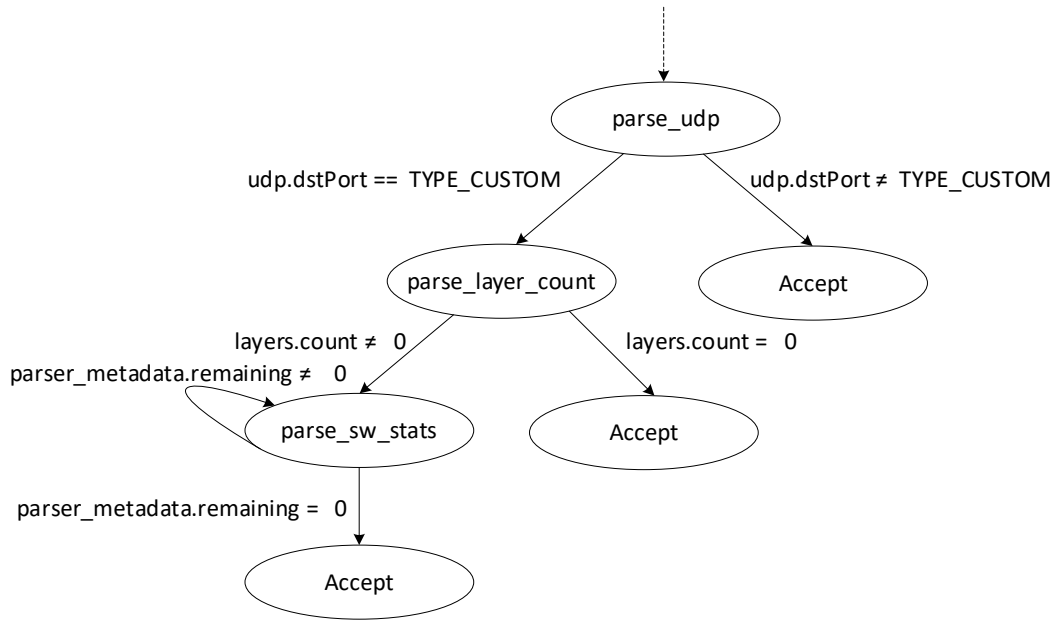 parse_udp
udp.dstPort == TYPE_CUSTOM
udp.dstPort ≠ TYPE_CUSTOM
parse_layer_count
Accept
layers.count ≠ 0
layers.count = 0
parser_metadata.remaining ≠ 0
parse_sw_stats
Accept
parser_metadata.remaining = 0
Accept